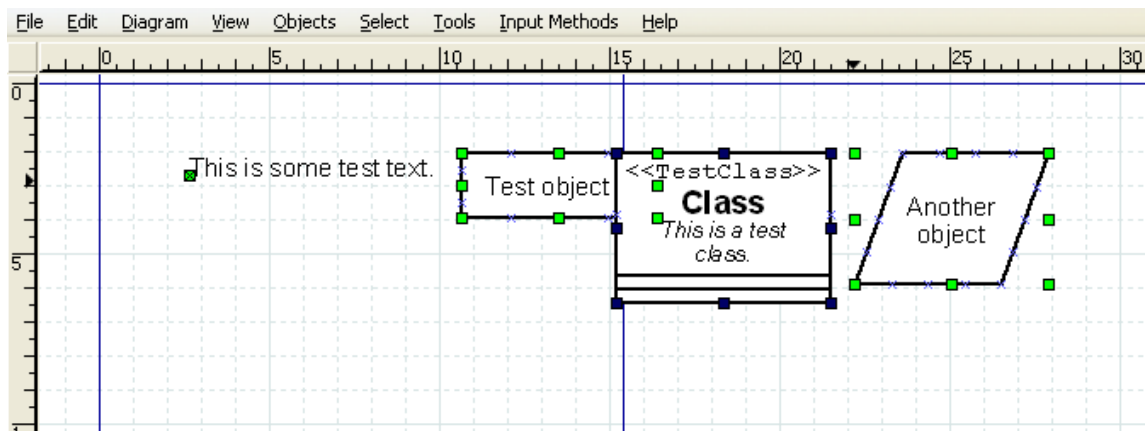 File Edit Diagram View Objects Select Tools Input Methods Help
0 5 10 15 20 25 30
0
This is some test text.
Test object
<<TestClass>>
Class
This is a test
class.
Another
object
5